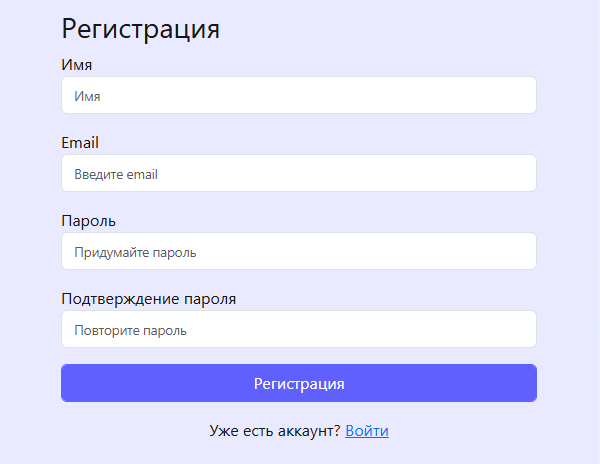 Регистрация
Имя
Имя
Email
Введите email
Пароль
Придумайте пароль
Подтверждение пароля
Повторите пароль
Регистрация
Уже есть аккаунт? Войти